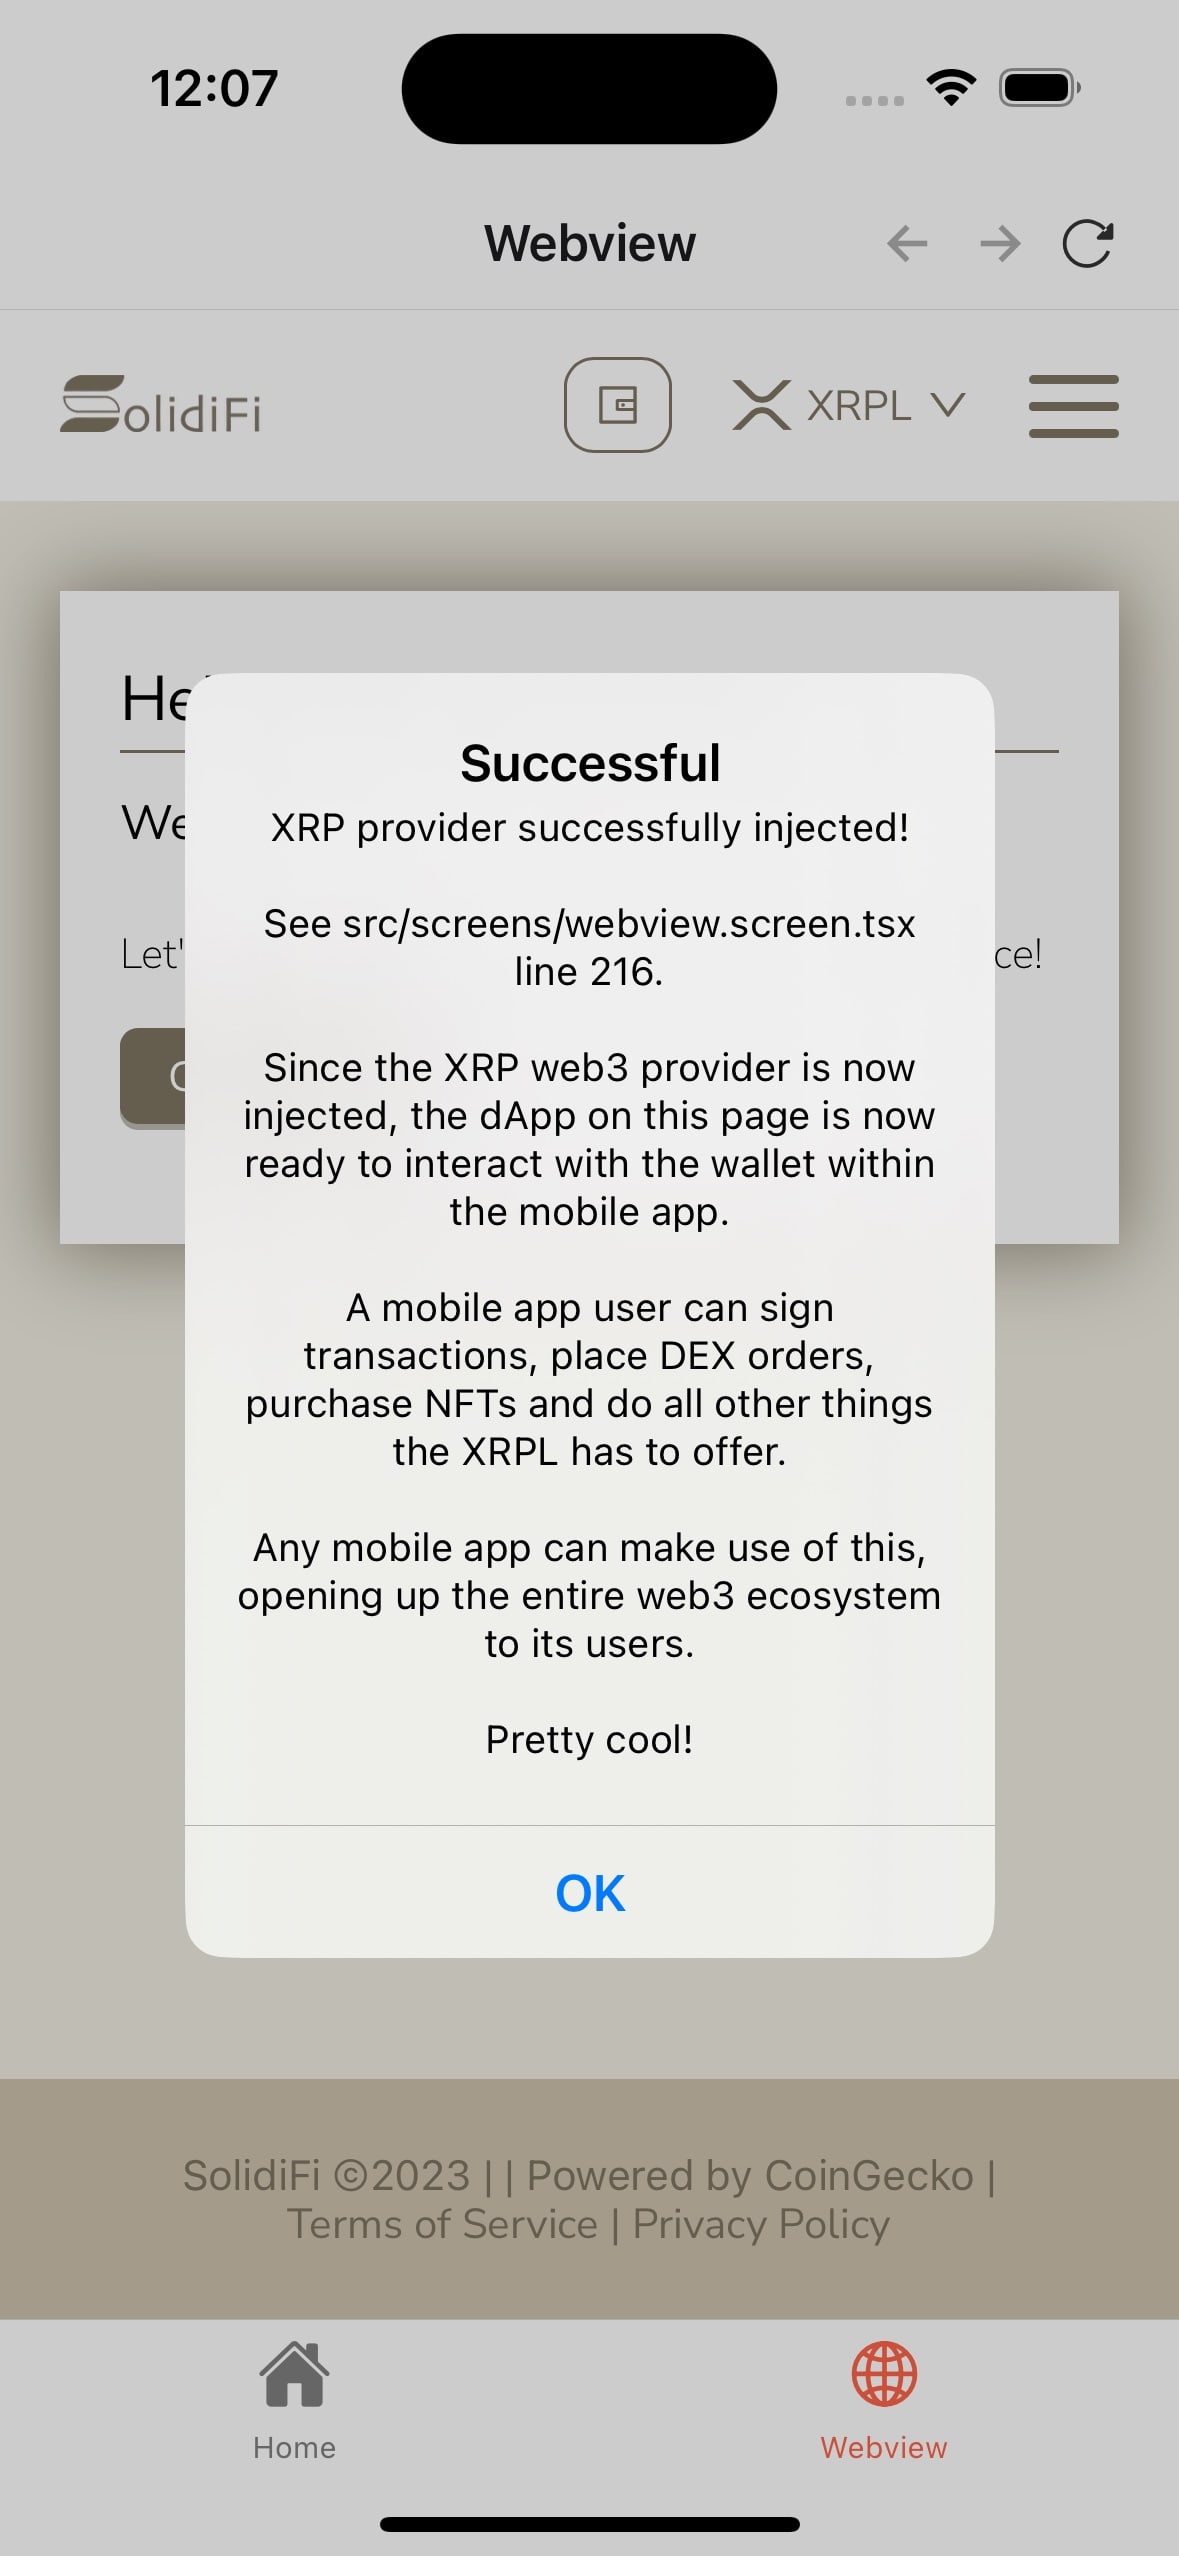 12:07
Webview
SolidiFi
XRPL
Successful
XRP provider successfully injected!
See src/screens/webview.screen.tsx
line 216.
Since the XRP web3 provider is now
injected, the dApp on this page is now
ready to interact with the wallet within
the mobile app.
A mobile app user can sign
transactions, place DEX orders,
purchase NFTs and do all other things
the XRPL has to offer.
Any mobile app can make use of this,
opening up the entire web3 ecosystem
to its users.
Pretty cool!
OK
SolidiFi ©2023 | | Powered by CoinGecko |
Terms of Service | Privacy Policy
Home
Webview